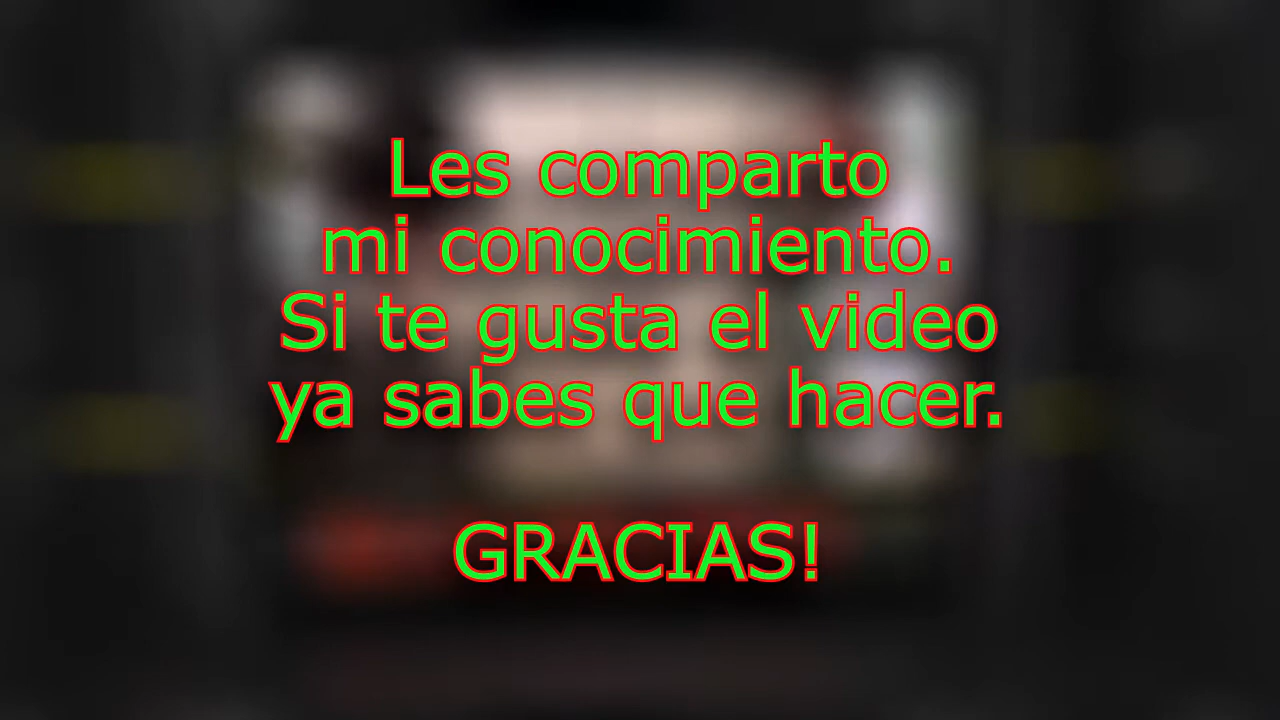 Les comparto
mi conocimiento.
Si te gusta el video
ya sabes que hacer.
GRACIAS!